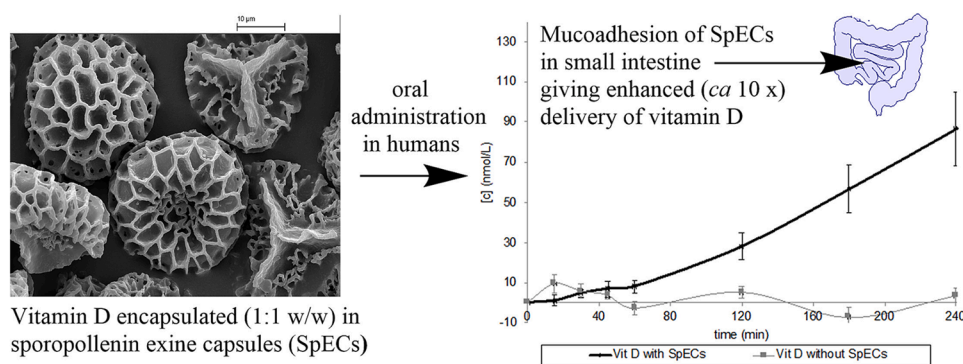 10 µm
oral
administration
in humans
Vitamin D encapsulated (1:1 w/w) in
sporopollenin exine capsules (SpECs)
Mucoadhesion of SpECs
in small intestine
giving enhanced (ca 10 x)
delivery of vitamin D
[c] (nmol/L)
130
110
90
70
50
30
10
-10
0 40 80 120 160 200 240
time (min)
Vit D with SpECs Vit D without SpECs